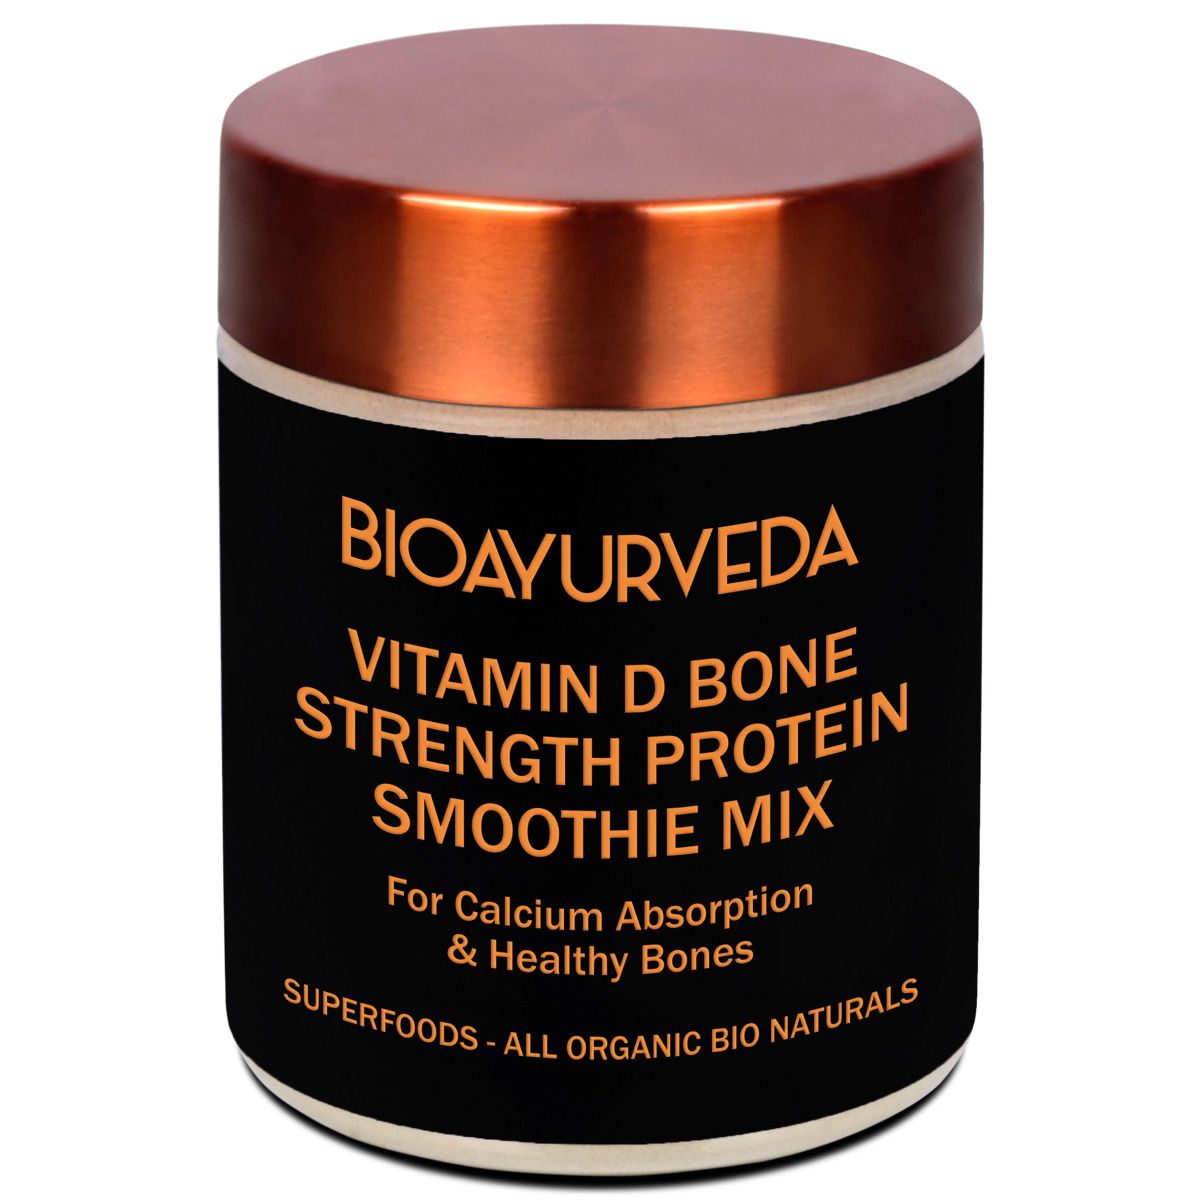 BIOAYURVEDA
VITAMIN D BONE
STRENGTH PROTEIN
SMOOTHIE MIX
For Calcium Absorption
& Healthy Bones
SUPERFOODS - ALL ORGANIC BIO NATURALS